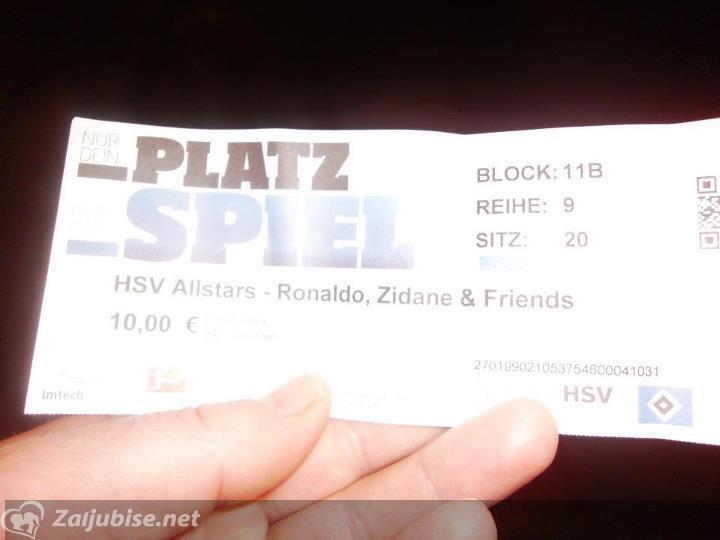 NUR
DEIN
PLATZ
SPIEL
BLOCK: 11B
REIHE: 9
SITZ: 20
HSV Allstars - Ronaldo, Zidane & Friends
10,00 €
270199021053754600041031
Imtech
HSV
Zaljubise.net